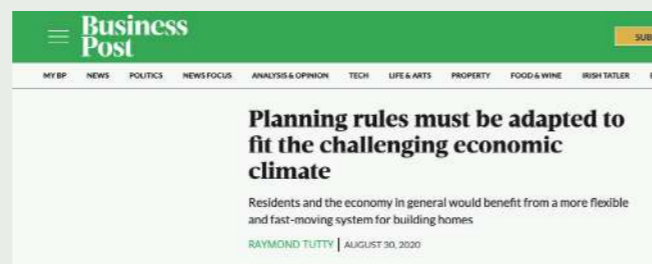 Business
Post
SUB
MY BP NEWS POLITICS NEWS FOCUS ANALYSIS & OPINION TECH LIFE & ARTS PROPERTY FOOD & WINE IRISH TATLER
Planning rules must be adapted to
fit the challenging economic
climate
Residents and the economy in general would benefit from a more flexible
and fast-moving system for building homes
RAYMOND TUTTY | AUGUST 30, 2020